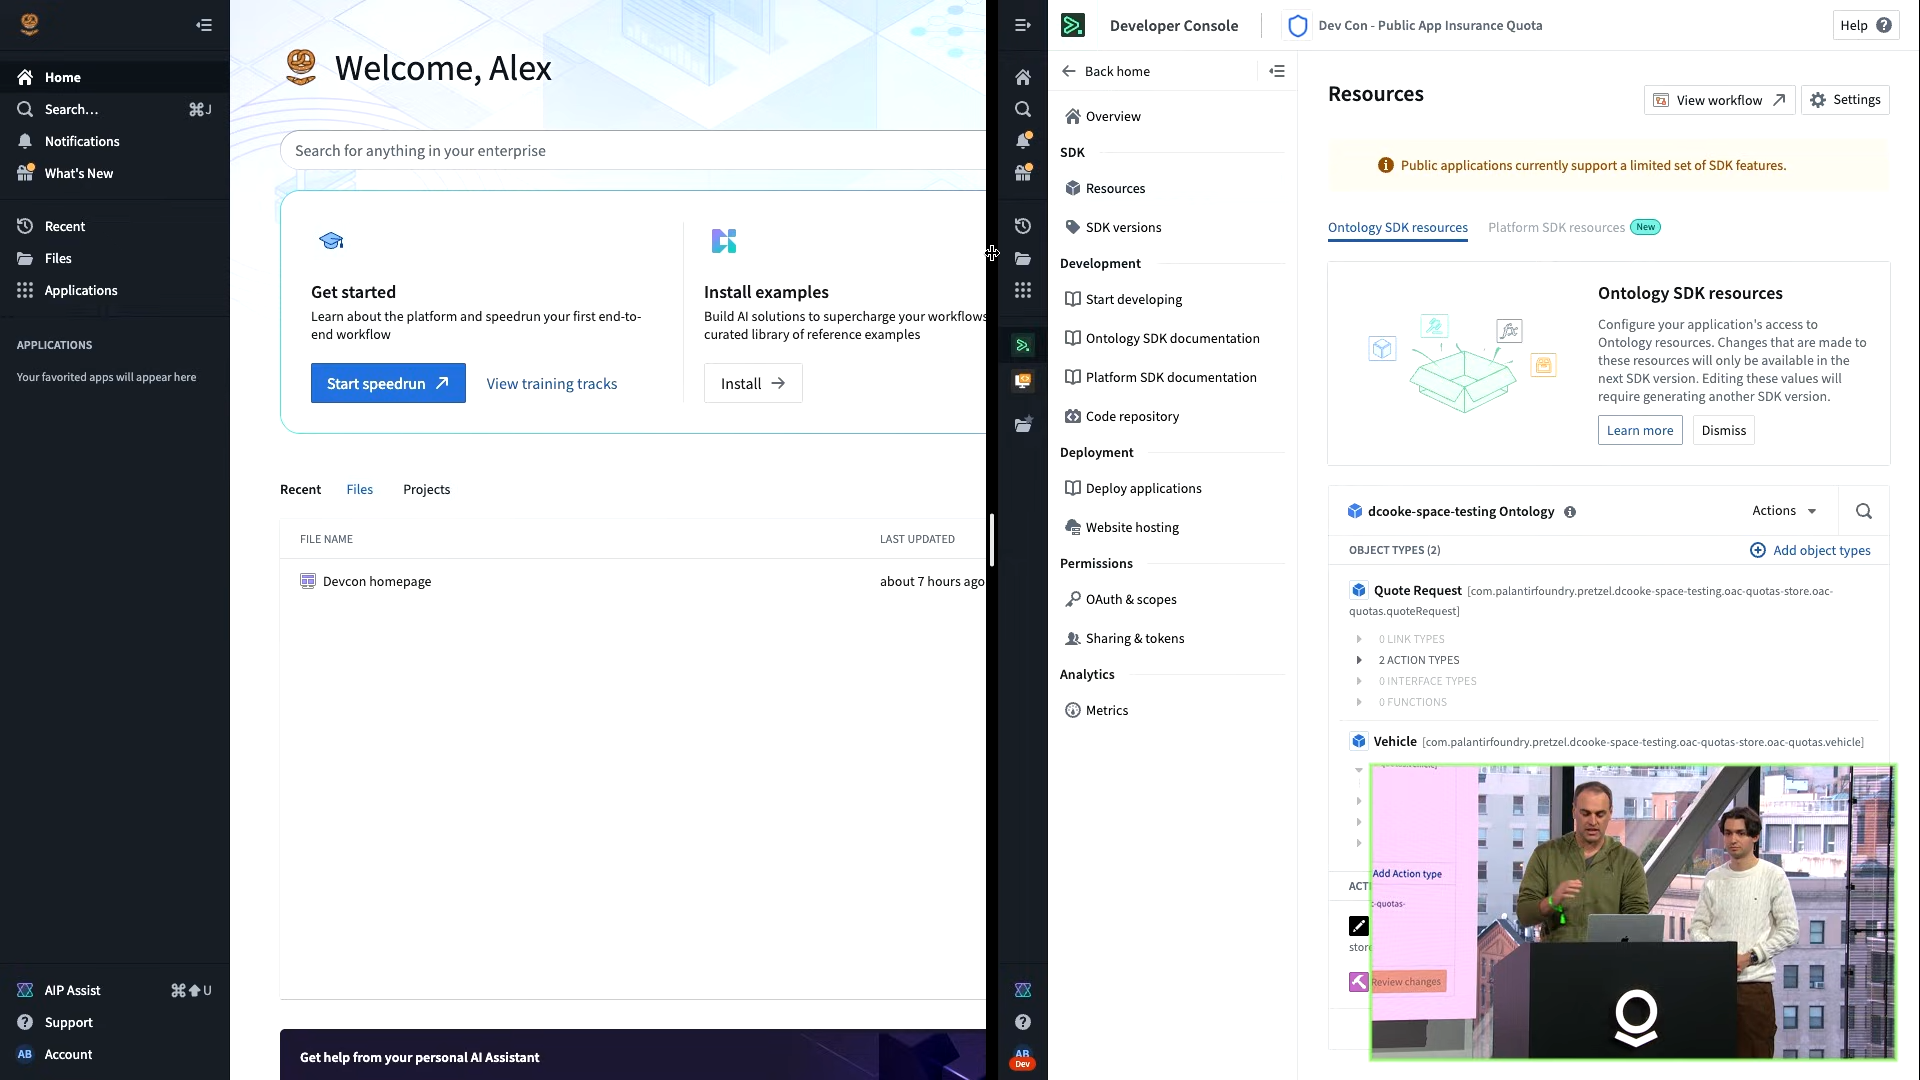 Home
Search…
⌘J
Notifications
What's New
Recent
Files
Applications
APPLICATIONS
Your favorited apps will appear here
AIP Assist
⌘⬆U
Support
AB
Account
Welcome, Alex
Search for anything in your enterprise
Get started
Learn about the platform and speedrun your first end-to-
end workflow
Start speedrun
View training tracks
Install examples
Build AI solutions to supercharge your workflows
curated library of reference examples
Install
Recent
Files
Projects
FILE NAME
LAST UPDATED
Devcon homepage
about 7 hours ago
Get help from your personal AI Assistant
AB
Dev
Developer Console
Dev Con - Public App Insurance Quota
Help
Back home
Overview
SDK
Resources
SDK versions
Development
Start developing
Ontology SDK documentation
Platform SDK documentation
Code repository
Deployment
Deploy applications
Website hosting
Permissions
OAuth & scopes
Sharing & tokens
Analytics
Metrics
Resources
View workflow
Settings
Public applications currently support a limited set of SDK features.
Ontology SDK resources
Platform SDK resources
New
Ontology SDK resources
Configure your application's access to
Ontology resources. Changes that are made to
these resources will only be available in the
next SDK version. Editing these values will
require generating another SDK version.
Learn more
Dismiss
dcooke-space-testing Ontology
Actions
OBJECT TYPES (2)
Add object types
Quote Request [com.palantirfoundry.pretzel.dcooke-space-testing.oac-quotas-store.oac-
quotas.quoteRequest]
0 LINK TYPES
2 ACTION TYPES
0 INTERFACE TYPES
0 FUNCTIONS
Vehicle [com.palantirfoundry.pretzel.dcooke-space-testing.oac-quotas-store.oac-quotas.vehicle]
ACT
Add Action type
c-quotas-
stor
Review changes